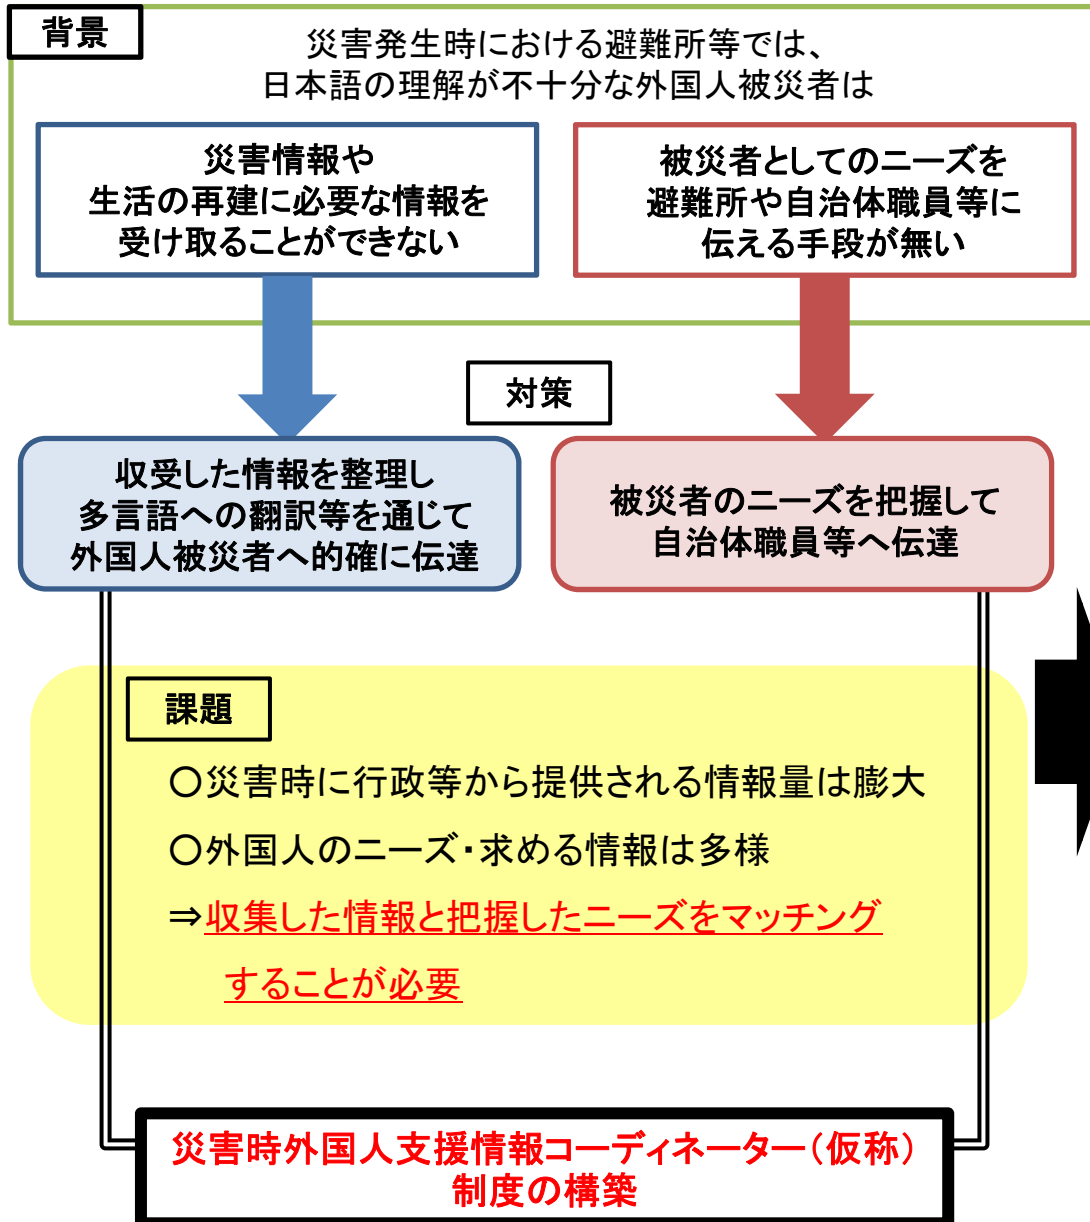 背景
災害発生時における避難所等では、
日本語の理解が不十分な外国人被災者は
災害情報や
生活の再建に必要な情報を
受け取ることができない
被災者としてのニーズを
避難所や自治体職員等に
伝える手段が無い
対策
収受した情報を整理し
多言語への翻訳等を通じて
外国人被災者へ的確に伝達
被災者のニーズを把握して
自治体職員等へ伝達
課題
○災害時に行政等から提供される情報量は膨大
○外国人のニーズ・求める情報は多様
⇒収集した情報と把握したニーズをマッチング
することが必要
災害時外国人支援情報コーディネーター(仮称)
制度の構築